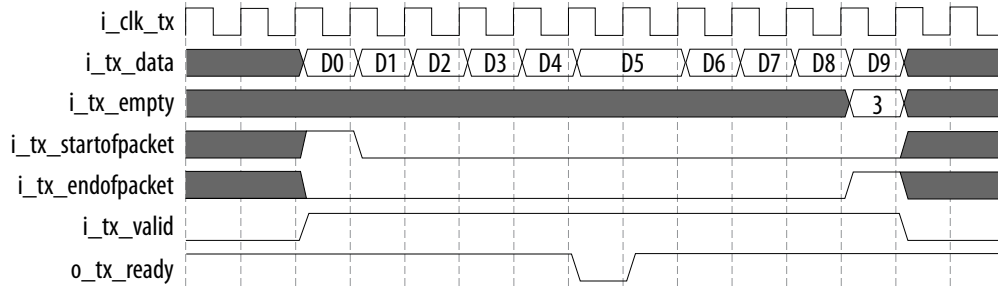 i_clk_tx
i_tx_data D0 D1 D2 D3 D4 D5 D6 D7 D8 D9
i_tx_empty 3
i_tx_startofpacket
i_tx_endofpacket
i_tx_valid
o_tx_ready